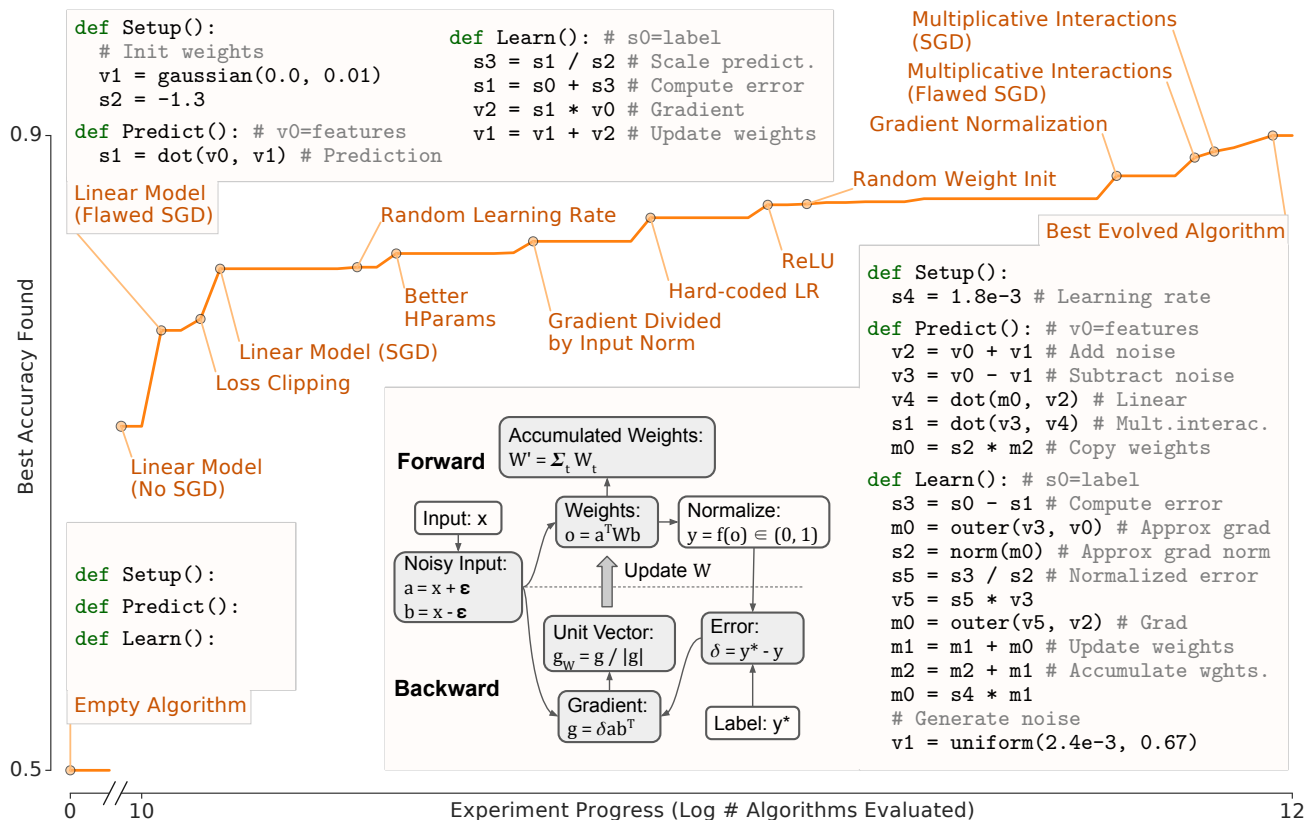 def Setup():
# Init weights
v1 = gaussian(0.0, 0.01)
s2 = -1.3
def Predict(): # v0=features
s1 = dot(v0, v1) # Prediction
def Learn(): # s0=label
s3 = s1 / s2 # Scale predict.
s1 = s0 + s3 # Compute error
v2 = s1 * v0 # Gradient
v1 = v1 + v2 # Update weights
Multiplicative Interactions
(SGD)
Multiplicative Interactions
(Flawed SGD)
Gradient Normalization
0.9
Linear Model
(Flawed SGD)
Random Learning Rate
Random Weight Init
Best Evolved Algorithm
ReLU
Hard-coded LR
Better
HParams
Gradient Divided
by Input Norm
Linear Model (SGD)
Loss Clipping
Linear Model
(No SGD)
Best Accuracy Found
def Setup():
s4 = 1.8e-3 # Learning rate
def Predict(): # v0=features
v2 = v0 + v1 # Add noise
v3 = v0 - v1 # Subtract noise
v4 = dot(m0, v2) # Linear
s1 = dot(v3, v4) # Mult.interac.
m0 = s2 * m2 # Copy weights
def Learn(): # s0=label
s3 = s0 - s1 # Compute error
m0 = outer(v3, v0) # Approx grad
s2 = norm(m0) # Approx grad norm
s5 = s3 / s2 # Normalized error
v5 = s5 * v3
m0 = outer(v5, v2) # Grad
m1 = m1 + m0 # Update weights
m2 = m2 + m1 # Accumulate wghts.
m0 = s4 * m1
# Generate noise
v1 = uniform(2.4e-3, 0.67)
Forward
Accumulated Weights:
W' = Σt Wt
Input: x
Weights:
o = aᵀWb
Normalize:
y = f(o) ∈ (0, 1)
Noisy Input:
a = x + ε
b = x - ε
Update W
Unit Vector:
gW = g / |g|
Error:
δ = y* - y
Backward
Gradient:
g = δabᵀ
Label: y*
def Setup():
def Predict():
def Learn():
Empty Algorithm
0.5
0
10
Experiment Progress (Log # Algorithms Evaluated)
12